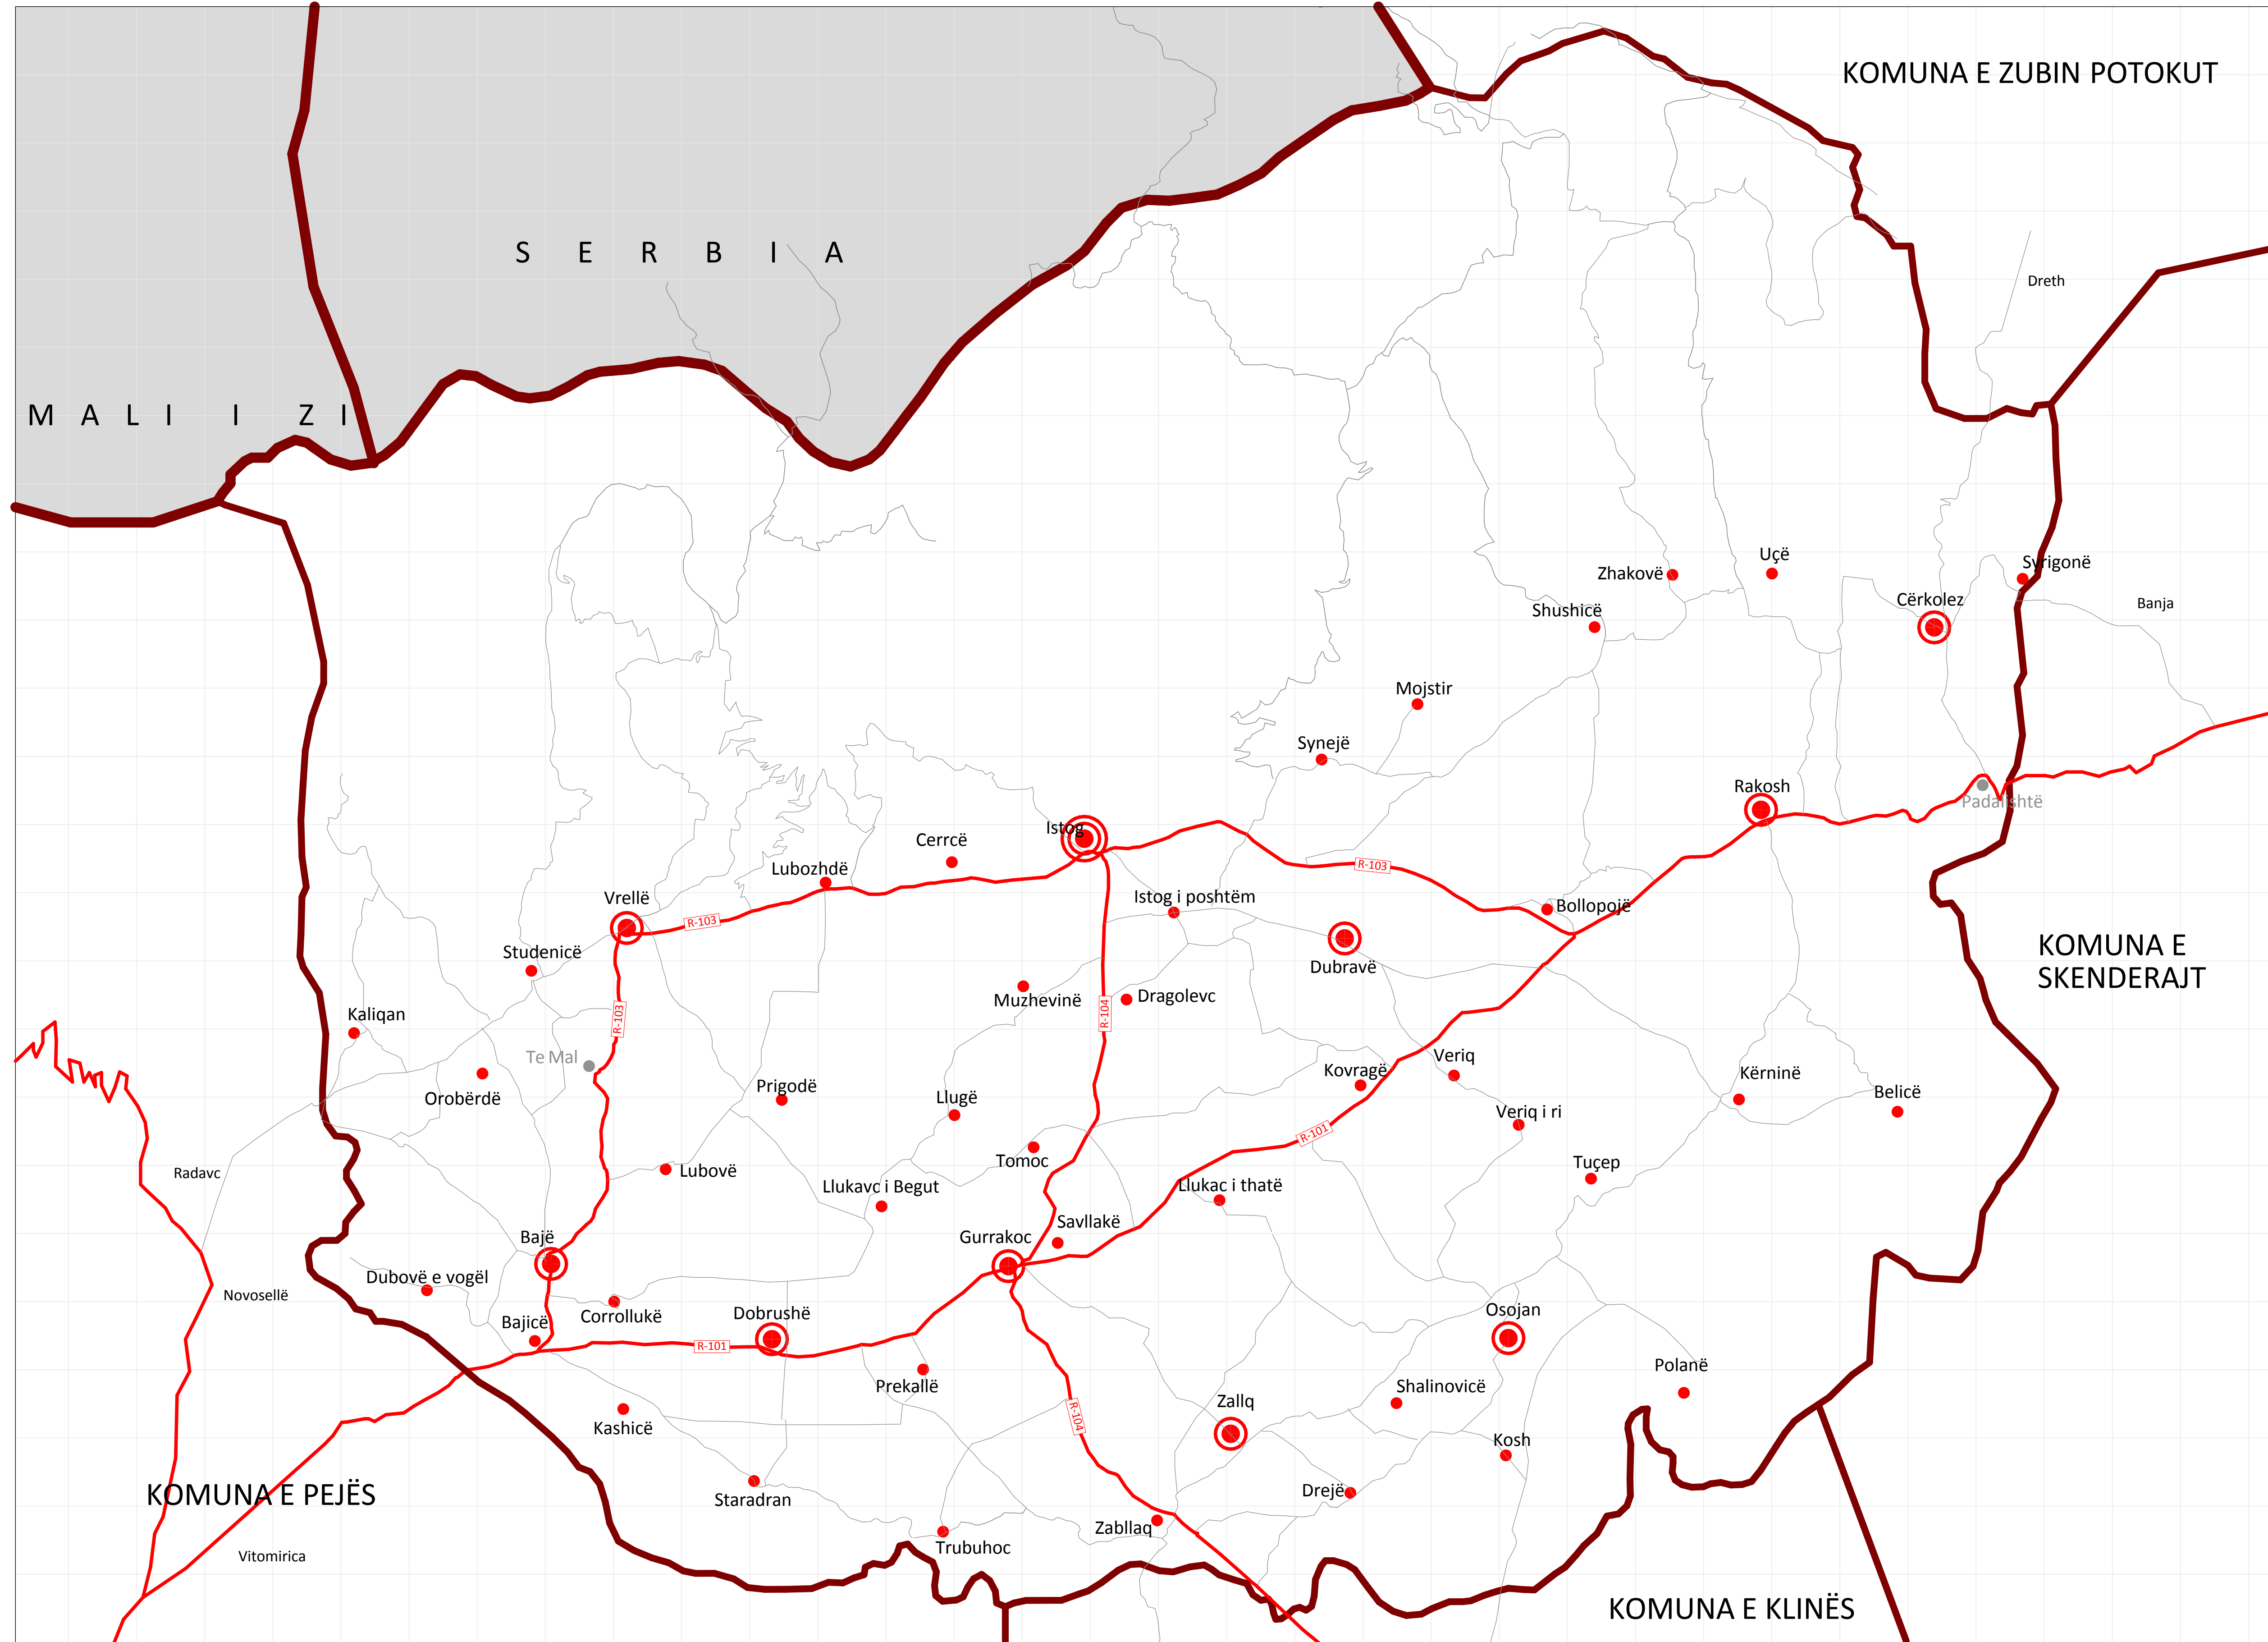 KOMUNA E ZUBIN POTOKUT
S E R B I A
Dreth
M A L I I Z I
Uçë
Syrigonë
Zhakovë
Cërkolez
Banja
Shushicë
Mojstir
Synejë
Rakosh
Padalishtë
Istog
Cerrcë
R-103
Lubozhdë
Vrellë
Istog i poshtëm
Bollopojë
R-103
KOMUNA E
SKENDERAJT
Studenicë
Dubravë
Muzhevinë
Dragolevc
Kaliqan
R-103
R-104
Te Mal
Veriq
Kovragë
Kërninë
Prigodë
Orobërdë
Llugë
Belicë
Veriq i ri
R-101
Tomoc
Tuçep
Radavc
Lubovë
Llukavc i Begut
Llukac i thatë
Savllakë
Bajë
Gurrakoc
Dubovë e vogël
Novosellë
Corrollukë
Dobrushë
Osojan
Bajicë
R-101
Polanë
Prekallë
Shalinovicë
Zallq
R-104
Kashicë
Kosh
KOMUNA E PEJËS
Staradran
Drejë
Zabllaq
Trubuhoc
Vitomirica
KOMUNA E KLINËS